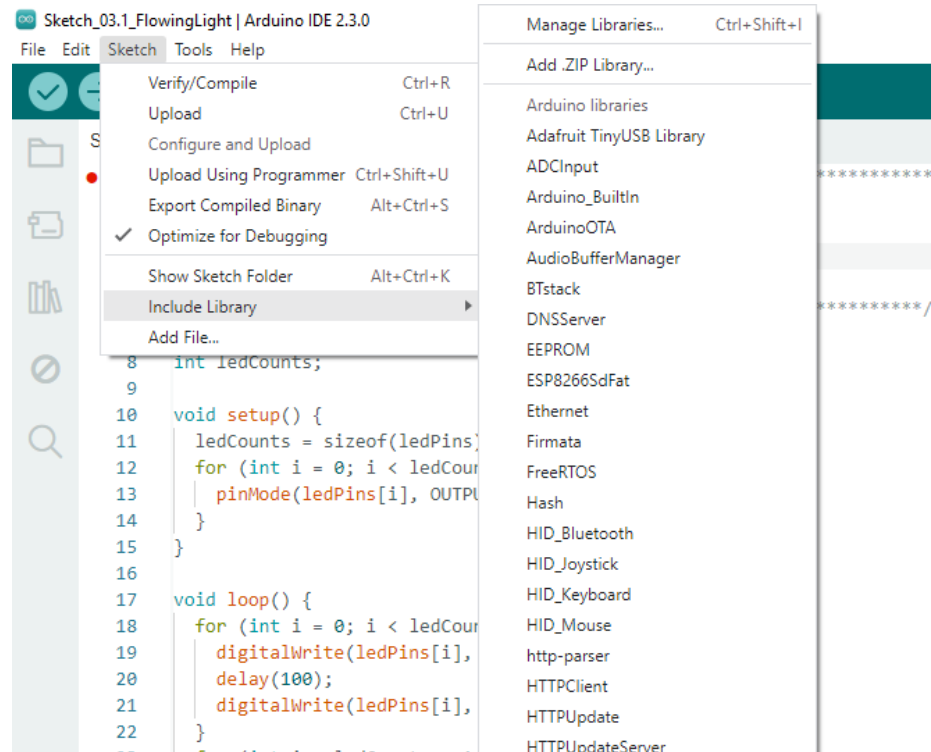 Sketch_03.1_FlowingLight | Arduino IDE 2.3.0
File Edit Sketch Tools Help
Verify/Compile Ctrl+R
Upload Ctrl+U
Configure and Upload
Upload Using Programmer Ctrl+Shift+U
Export Compiled Binary Alt+Ctrl+S
Optimize for Debugging
Show Sketch Folder Alt+Ctrl+K
Include Library
Add File...
Manage Libraries... Ctrl+Shift+I
Add .ZIP Library...
Arduino libraries
Adafruit TinyUSB Library
ADCInput
Arduino_BuiltIn
ArduinoOTA
AudioBufferManager
BTstack
DNSServer
EEPROM
ESP8266SdFat
Ethernet
Firmata
FreeRTOS
Hash
HID_Bluetooth
HID_Joystick
HID_Keyboard
HID_Mouse
http-parser
HTTPClient
HTTPUpdate
HTTPUpdateServer
S
***********
**********/
8 int ledCounts;
9
10 void setup() {
11 ledCounts = sizeof(ledPins)
12 for (int i = 0; i < ledCour
13 pinMode(ledPins[i], OUTPU
14 }
15 }
16
17 void loop() {
18 for (int i = 0; i < ledCour
19 digitalWrite(ledPins[i],
20 delay(100);
21 digitalWrite(ledPins[i],
22 }